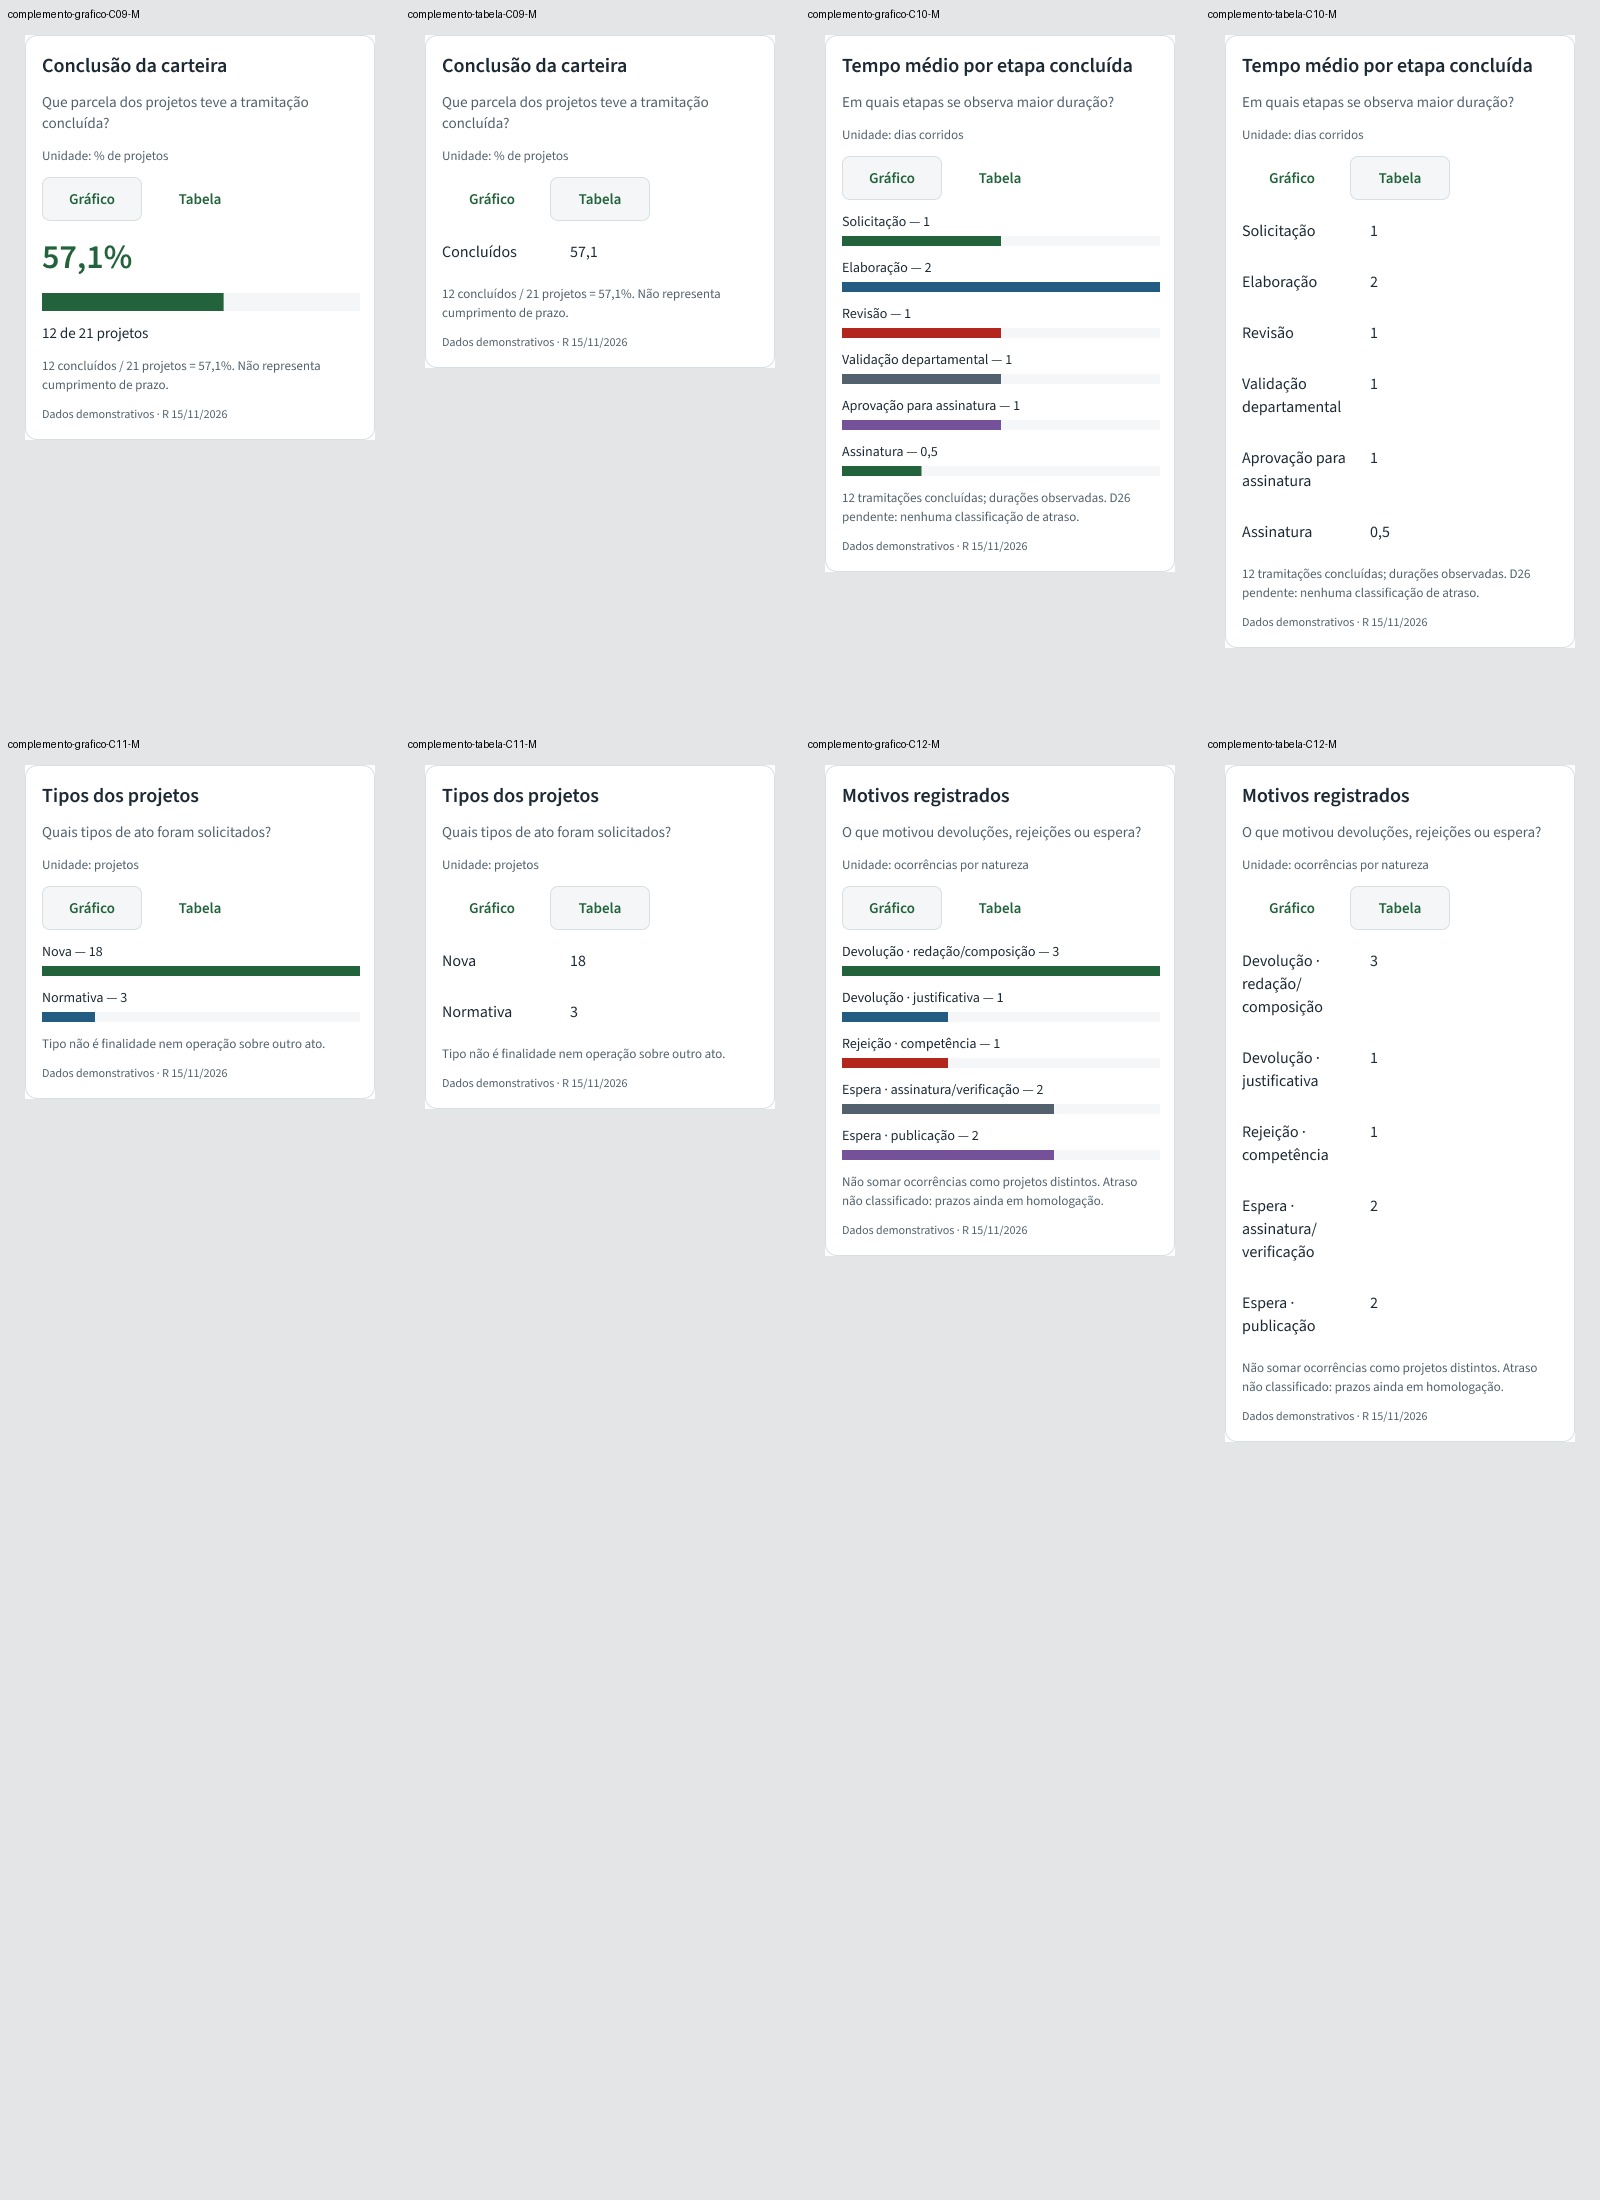 complemento-grafico-C09-M
Conclusão da carteira
Que parcela dos projetos teve a tramitação
concluída?
Unidade: % de projetos
Gráfico Tabela
57,1%
12 de 21 projetos
12 concluídos / 21 projetos = 57,1%. Não representa
cumprimento de prazo.
Dados demonstrativos · R 15/11/2026
complemento-tabela-C09-M
Conclusão da carteira
Que parcela dos projetos teve a tramitação
concluída?
Unidade: % de projetos
Gráfico Tabela
Concluídos 57,1
12 concluídos / 21 projetos = 57,1%. Não representa
cumprimento de prazo.
Dados demonstrativos · R 15/11/2026
complemento-grafico-C10-M
Tempo médio por etapa concluída
Em quais etapas se observa maior duração?
Unidade: dias corridos
Gráfico Tabela
Solicitação — 1
Elaboração — 2
Revisão — 1
Validação departamental — 1
Aprovação para assinatura — 1
Assinatura — 0,5
12 tramitações concluídas; durações observadas. D26
pendente: nenhuma classificação de atraso.
Dados demonstrativos · R 15/11/2026
complemento-tabela-C10-M
Tempo médio por etapa concluída
Em quais etapas se observa maior duração?
Unidade: dias corridos
Gráfico Tabela
Solicitação 1
Elaboração 2
Revisão 1
Validação 1
departamental
Aprovação para 1
assinatura
Assinatura 0,5
12 tramitações concluídas; durações observadas. D26
pendente: nenhuma classificação de atraso.
Dados demonstrativos · R 15/11/2026
complemento-grafico-C11-M
Tipos dos projetos
Quais tipos de ato foram solicitados?
Unidade: projetos
Gráfico Tabela
Nova — 18
Normativa — 3
Tipo não é finalidade nem operação sobre outro ato.
Dados demonstrativos · R 15/11/2026
complemento-tabela-C11-M
Tipos dos projetos
Quais tipos de ato foram solicitados?
Unidade: projetos
Gráfico Tabela
Nova 18
Normativa 3
Tipo não é finalidade nem operação sobre outro ato.
Dados demonstrativos · R 15/11/2026
complemento-grafico-C12-M
Motivos registrados
O que motivou devoluções, rejeições ou espera?
Unidade: ocorrências por natureza
Gráfico Tabela
Devolução · redação/composição — 3
Devolução · justificativa — 1
Rejeição · competência — 1
Espera · assinatura/verificação — 2
Espera · publicação — 2
Não somar ocorrências como projetos distintos. Atraso
não classificado: prazos ainda em homologação.
Dados demonstrativos · R 15/11/2026
complemento-tabela-C12-M
Motivos registrados
O que motivou devoluções, rejeições ou espera?
Unidade: ocorrências por natureza
Gráfico Tabela
Devolução · 3
redação/
composição
Devolução · 1
justificativa
Rejeição · 1
competência
Espera · 2
assinatura/
verificação
Espera · 2
publicação
Não somar ocorrências como projetos distintos. Atraso
não classificado: prazos ainda em homologação.
Dados demonstrativos · R 15/11/2026